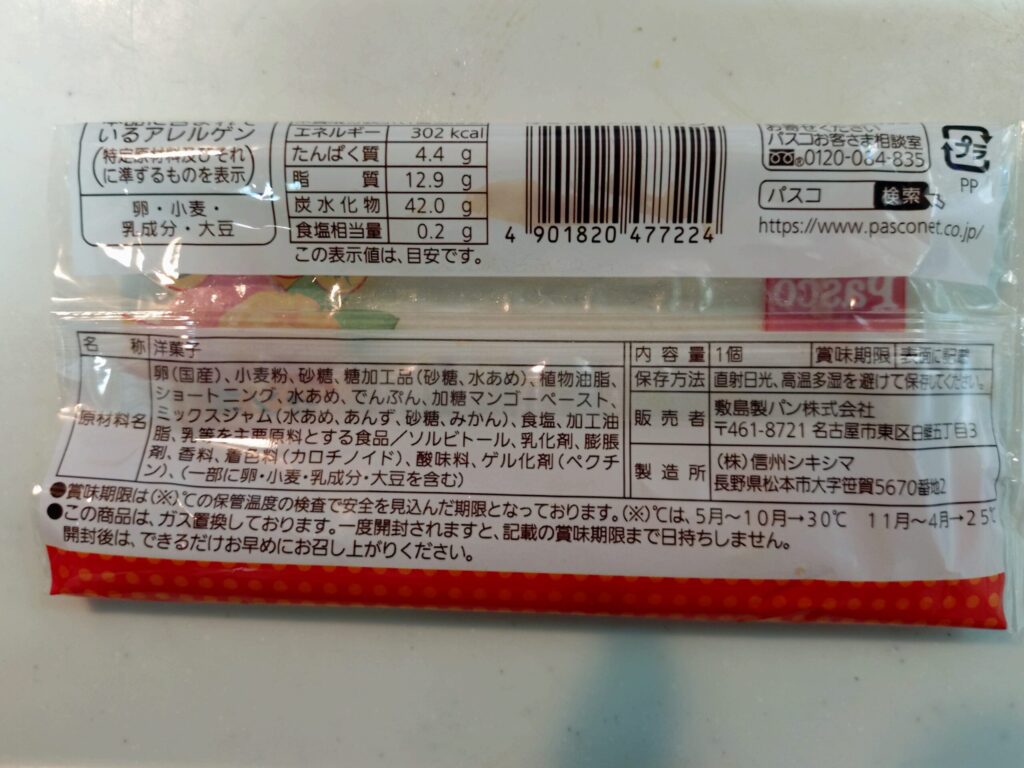 いるアレルゲン
(特定原材料及びそれ
に準ずるものを表示)
卵・小麦・
乳成分・大豆
エネルギー 302 kcal
たんぱく質 4.4 g
脂 質 12.9 g
炭水化物 42.0 g
食塩相当量 0.2 g
この表示値は、目安です。
4 901820 477224
パスコお客さま相談室
0120-084-835
パスコ 検索
https://www.pasconet.co.jp/
プラ
PP
Pasco
名 称 洋菓子
原材料名 卵(国産)、小麦粉、砂糖、糖加工品(砂糖、水あめ)、植物油脂、
ショートニング、水あめ、でんぷん、加糖マンゴーペースト、
ミックスジャム(水あめ、あんず、砂糖、みかん)、食塩、加工油
脂、乳等を主要原料とする食品/ソルビトール、乳化剤、膨脹
剤、香料、着色料(カロチノイド)、酸味料、ゲル化剤(ペクチ
ン)、(一部に卵・小麦・乳成分・大豆を含む)
内容量 1個 賞味期限 表面に記載
保存方法 直射日光、高温多湿を避けて保存してください。
販売者 敷島製パン株式会社
〒461-8721 名古屋市東区白壁五丁目3
製造所 (株)信州シキシマ
長野県松本市大字笹賀5670番地2
●賞味期限は(※)℃の保管温度の検査で安全を見込んだ期限となっております。(※)℃は、5月〜10月→30℃ 11月〜4月→25℃
●この商品は、ガス置換しております。一度開封されますと、記載の賞味期限まで日持ちしません。
開封後は、できるだけお早めにお召し上がりください。